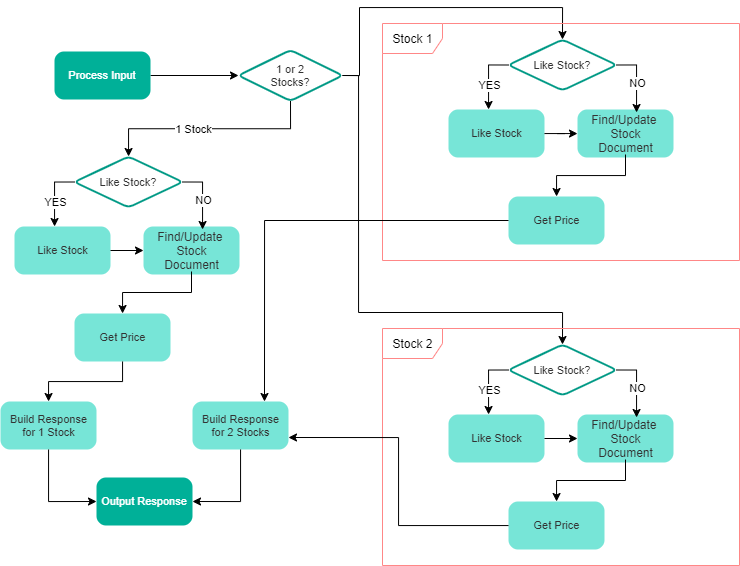 Process Input
1 or 2
Stocks?
1 Stock
Like Stock?
YES
NO
Like Stock
Find/Update
Stock
Document
Get Price
Build Response
for 1 Stock
Build Response
for 2 Stocks
Output Response
Stock 1
Like Stock?
YES
NO
Like Stock
Find/Update
Stock
Document
Get Price
Stock 2
Like Stock?
YES
NO
Like Stock
Find/Update
Stock
Document
Get Price